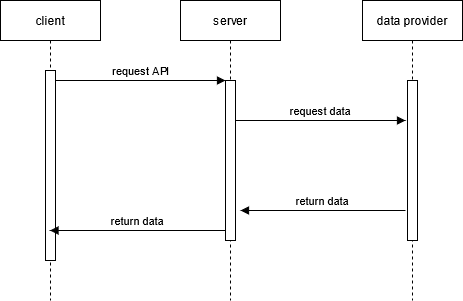 client
server
data provider
request API
request data
return data
return data